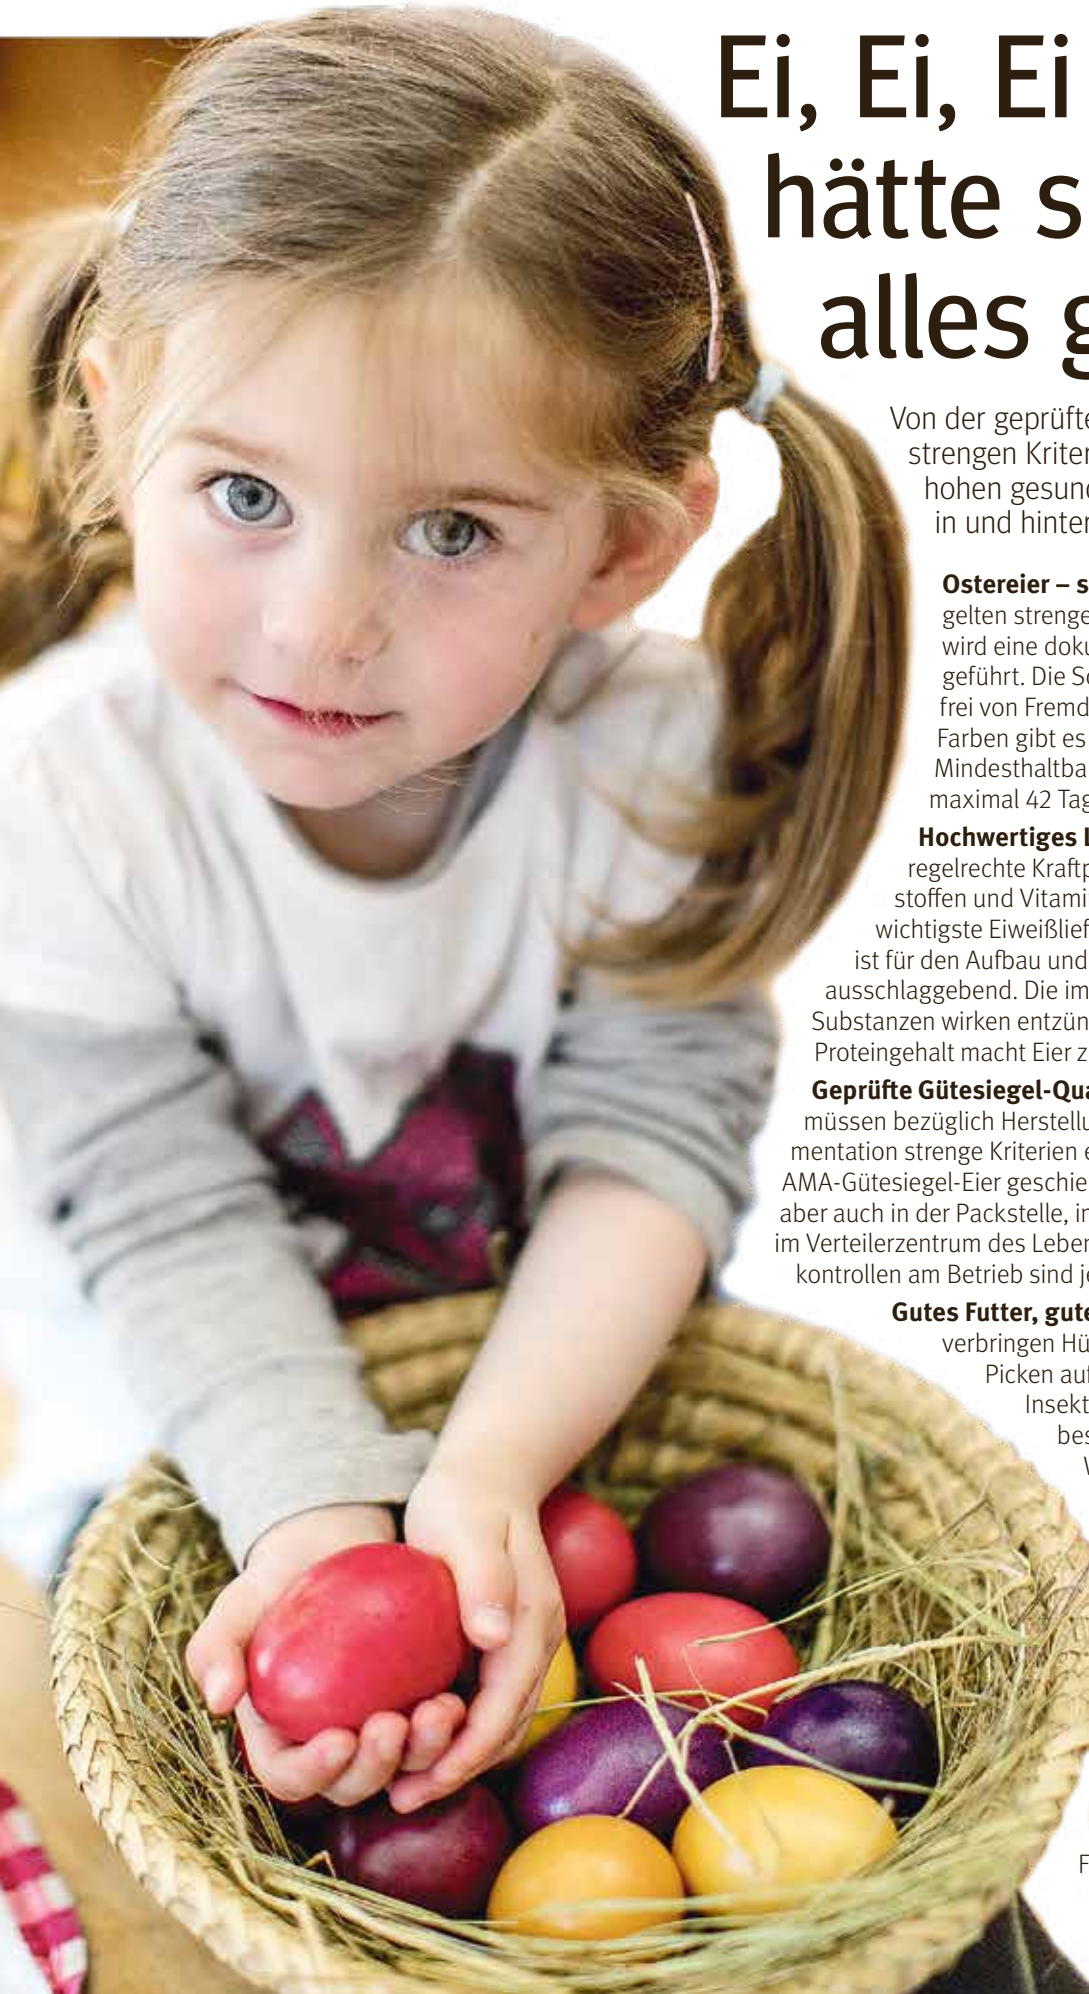 Ei, Ei, Ei
hätte s
alles g
Von der geprüfte
strengen Kriter
hohen gesund
in und hinter
Ostereier – s
gelten strenge
wird eine doku
geführt. Die Sc
frei von Fremd
Farben gibt es
Mindesthaltba
maximal 42 Tag
Hochwertiges L
regelrechte Kraftp
stoffen und Vitami
wichtigste Eiweißlief
ist für den Aufbau und
ausschlaggebend. Die im
Substanzen wirken entzün
Proteingehalt macht Eier z
Geprüfte Gütesiegel-Qua
müssen bezüglich Herstellu
mentation strenge Kriterien e
AMA-Gütesiegel-Eier geschie
aber auch in der Packstelle, in
im Verteilerzentrum des Leben
kontrollen am Betrieb sind je
Gutes Futter, gute
verbringen Hü
Picken auf
Insekt
bes
W
F